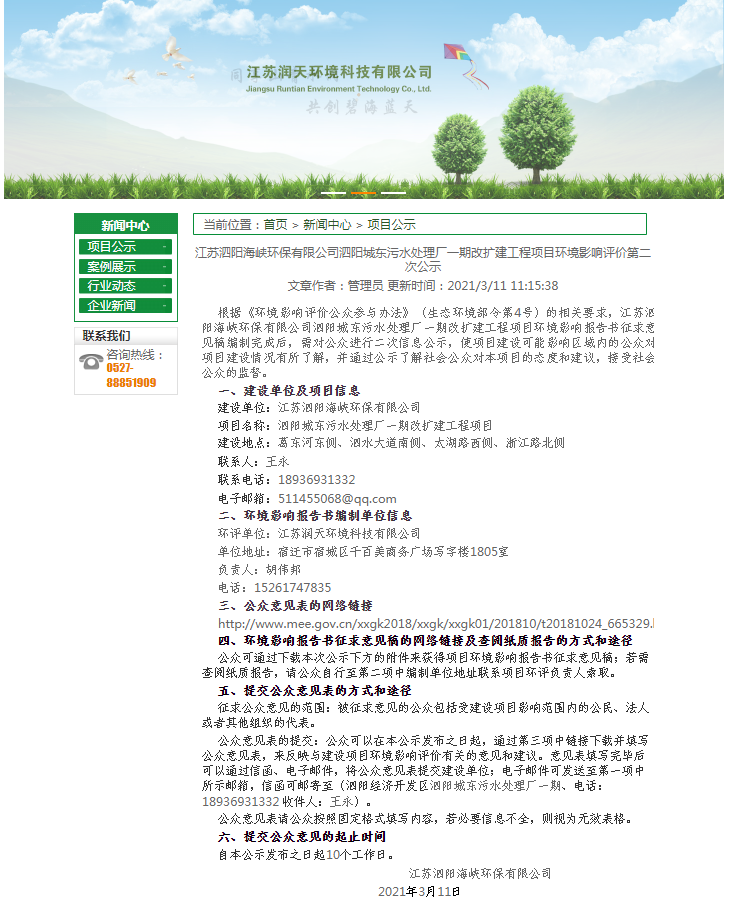 江苏润天环境科技有限公司
Jiangsu Runtian Environment Technology Co., Ltd.
共创碧海蓝天
新闻中心
项目公示
案例展示
行业动态
企业新闻
联系我们
咨询热线：
0527-
88851909
当前位置：首页 > 新闻中心 > 项目公示
江苏泗阳海峡环保有限公司泗阳城东污水处理厂一期改扩建工程项目环境影响评价第二
次公示
文章作者：管理员 更新时间：2021/3/11 11:15:38
根据《环境影响评价公众参与办法》（生态环境部令第4号）的相关要求，江苏泗
阳海峡环保有限公司泗阳城东污水处理厂一期改扩建工程项目环境影响报告书征求意
见稿编制完成后，需对公众进行二次信息公示，使项目建设可能影响区域内的公众对
项目建设情况有所了解，并通过公示了解社会公众对本项目的态度和建议，接受社会
公众的监督。
一、建设单位及项目信息
建设单位：江苏泗阳海峡环保有限公司
项目名称：泗阳城东污水处理厂一期改扩建工程项目
建设地点：葛东河东侧、泗水大道南侧、太湖路西侧、浙江路北侧
联系人：王永
联系电话：18936931332
电子邮箱：511455068@qq.com
二、环境影响报告书编制单位信息
环评单位：江苏润天环境科技有限公司
单位地址：宿迁市宿城区千百美商务广场写字楼1805室
负责人：胡伟邦
电话：15261747835
三、公众意见表的网络链接
http://www.mee.gov.cn/xxgk2018/xxgk/xxgk01/201810/t20181024_665329.
四、环境影响报告书征求意见稿的网络链接及查阅纸质报告的方式和途径
公众可通过下载本次公示下方的附件来获得项目环境影响报告书征求意见稿；若需
查阅纸质报告，请公众自行至第二项中编制单位地址联系项目环评负责人索取。
五、提交公众意见表的方式和途径
征求公众意见的范围：被征求意见的公众包括受建设项目影响范围内的公民、法人
或者其他组织的代表。
公众意见表的提交：公众可以在本公示发布之日起，通过第三项中链接下载并填写
公众意见表，来反映与建设项目环境影响评价有关的意见和建议。意见表填写完毕后
可以通过信函、电子邮件，将公众意见表提交建设单位；电子邮件可发送至第一项中
所示邮箱，信函可邮寄至（泗阳经济开发区泗阳城东污水处理厂一期、电话：
18936931332 收件人：王永）。
公众意见表请公众按照固定格式填写内容，若必要信息不全，则视为无效表格。
六、提交公众意见的起止时间
自本公示发布之日起10个工作日。
江苏泗阳海峡环保有限公司
2021年3月11日